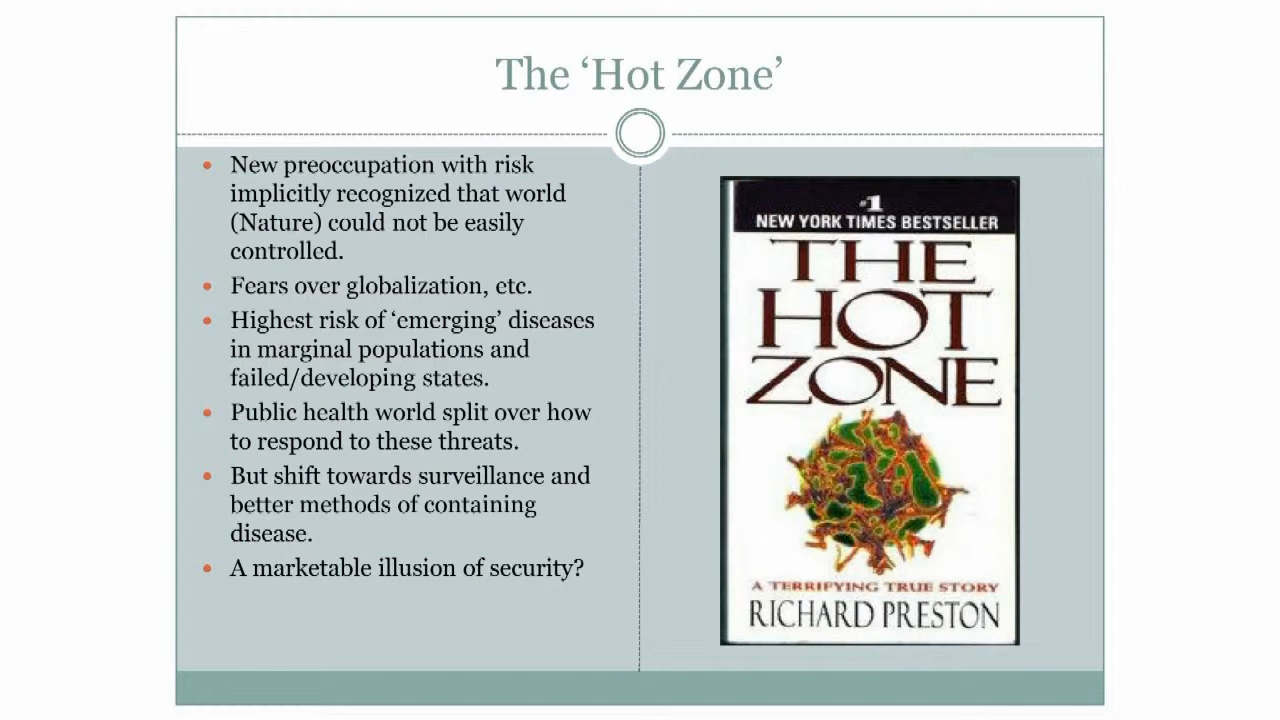 The ‘Hot Zone’
New preoccupation with risk
implicitly recognized that world
(Nature) could not be easily
controlled.
Fears over globalization, etc.
Highest risk of ‘emerging’ diseases
in marginal populations and
failed/developing states.
Public health world split over how
to respond to these threats.
But shift towards surveillance and
better methods of containing
disease.
A marketable illusion of security?
#1
NEW YORK TIMES BESTSELLER
THE
HOT
ZONE
A TERRIFYING TRUE STORY
RICHARD PRESTON